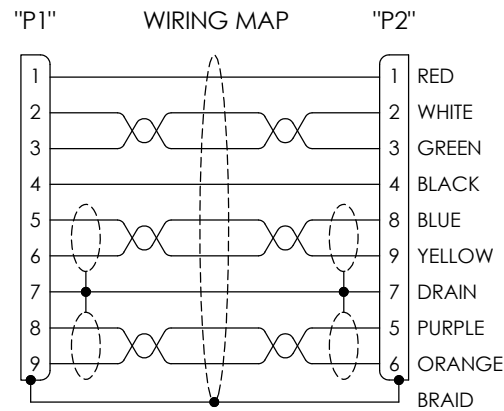 "P1" WIRING MAP "P2"
1 1 RED
2 2 WHITE
3 3 GREEN
4 4 BLACK
5 8 BLUE
6 9 YELLOW
7 7 DRAIN
8 5 PURPLE
9 6 ORANGE
BRAID